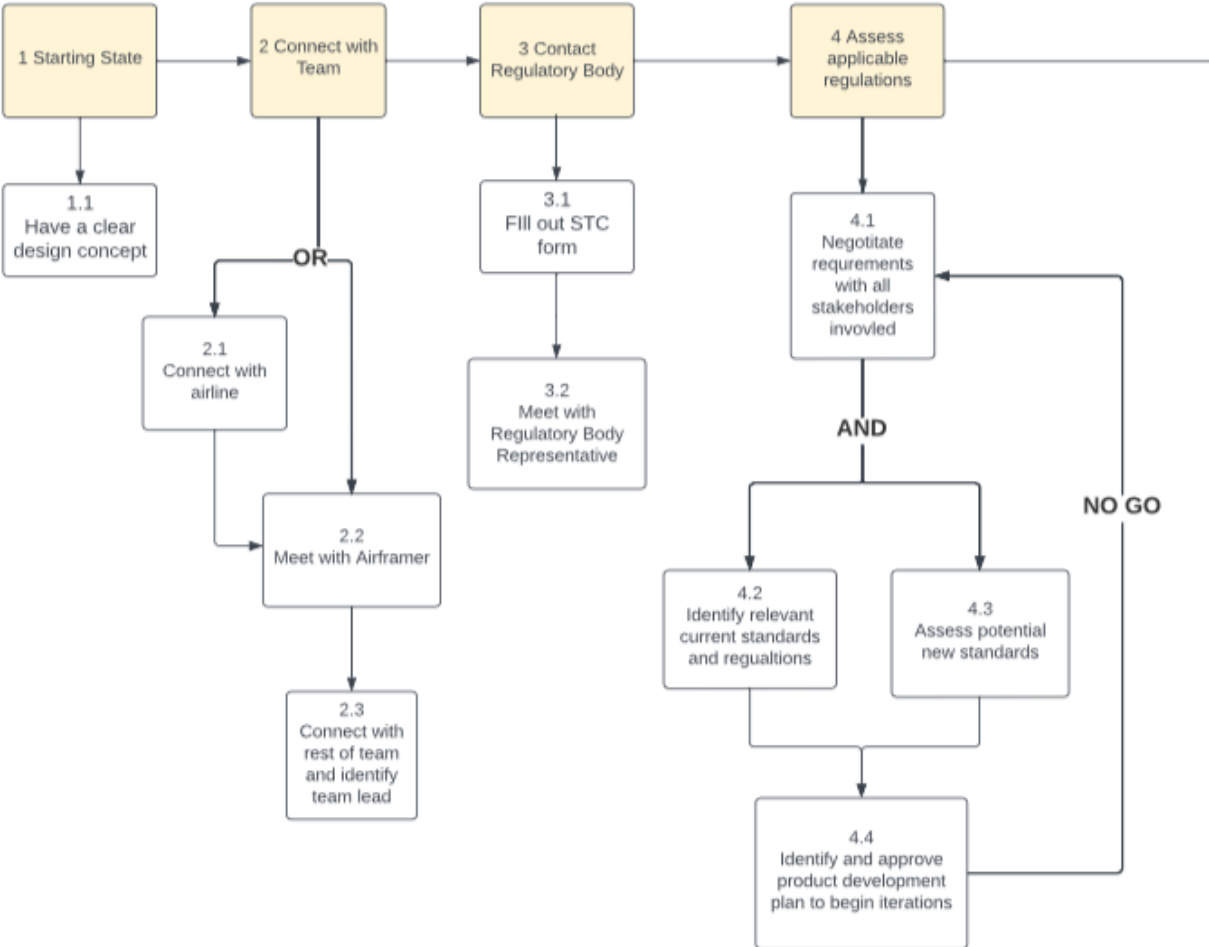 1 Starting State
2 Connect with
Team
3 Contact
Regulatory Body
4 Assess
applicable
regulations
1.1
Have a clear
design concept
OR
2.1
Connect with
airline
2.2
Meet with Airframer
2.3
Connect with
rest of team
and identify
team lead
3.1
FIll out STC
form
3.2
Meet with
Regulatory Body
Representative
4.1
Negotitate
requrements
with all
stakeholders
invovled
AND
NO GO
4.2
Identify relevant
current standards
and regualtions
4.3
Assess potential
new standards
4.4
Identify and approve
product development
plan to begin iterations